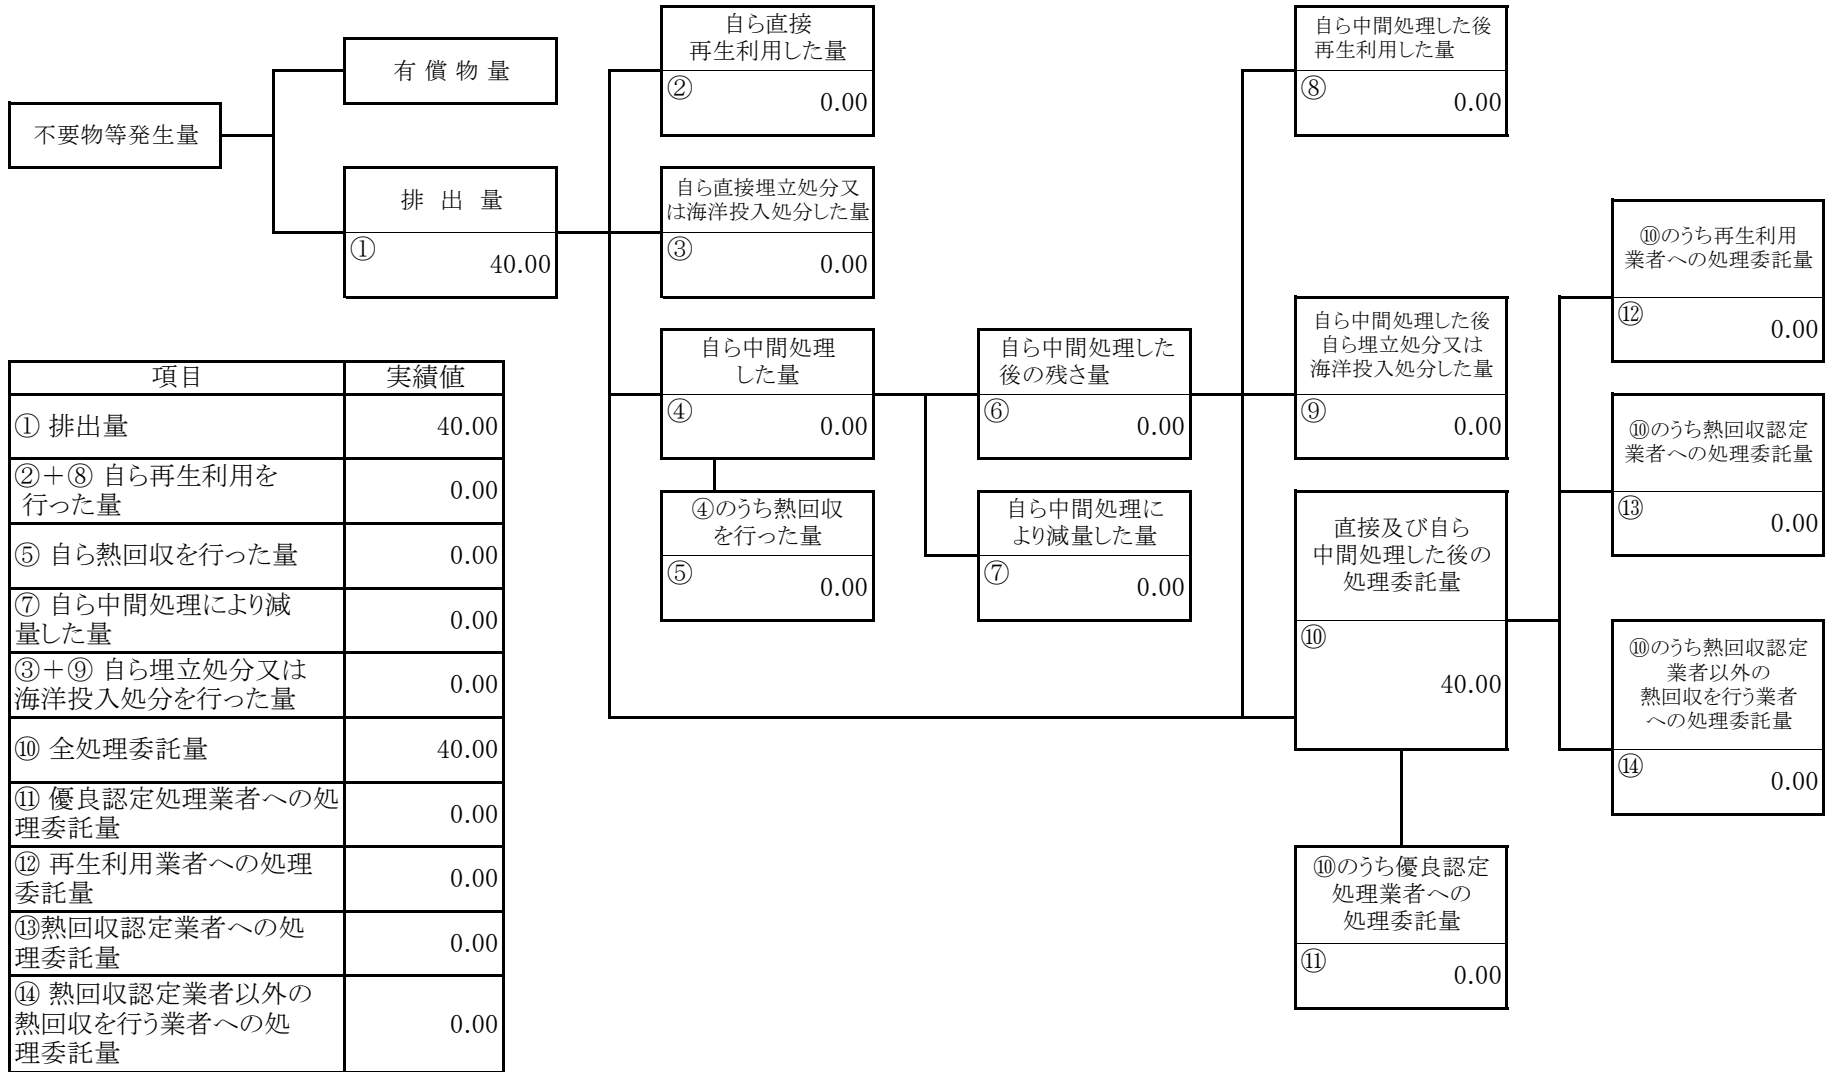 不要物等発生量
有 償 物 量
排 出 量
①
40.00
自ら直接
再生利用した量
②
0.00
自ら直接埋立処分又
は海洋投入処分した量
③
0.00
自ら中間処理
した量
④
0.00
④のうち熱回収
を行った量
⑤
0.00
自ら中間処理した
後の残さ量
⑥
0.00
自ら中間処理に
より減量した量
⑦
0.00
自ら中間処理した後
再生利用した量
⑧
0.00
自ら中間処理した後
自ら埋立処分又は
海洋投入処分した量
⑨
0.00
直接及び自ら
中間処理した後の
処理委託量
⑩
40.00
⑩のうち優良認定
処理業者への
処理委託量
⑪
0.00
⑩のうち再生利用
業者への処理委託量
⑫
0.00
⑩のうち熱回収認定
業者への処理委託量
⑬
0.00
⑩のうち熱回収認定
業者以外の
熱回収を行う業者
への処理委託量
⑭
0.00
項目 実績値
① 排出量 40.00
②+⑧ 自ら再生利用を
行った量 0.00
⑤ 自ら熱回収を行った量 0.00
⑦ 自ら中間処理により減
量した量 0.00
③+⑨ 自ら埋立処分又は
海洋投入処分を行った量 0.00
⑩ 全処理委託量 40.00
⑪ 優良認定処理業者への処
理委託量 0.00
⑫ 再生利用業者への処理
委託量 0.00
⑬熱回収認定業者への処
理委託量 0.00
⑭ 熱回収認定業者以外の
熱回収を行う業者への処
理委託量 0.00